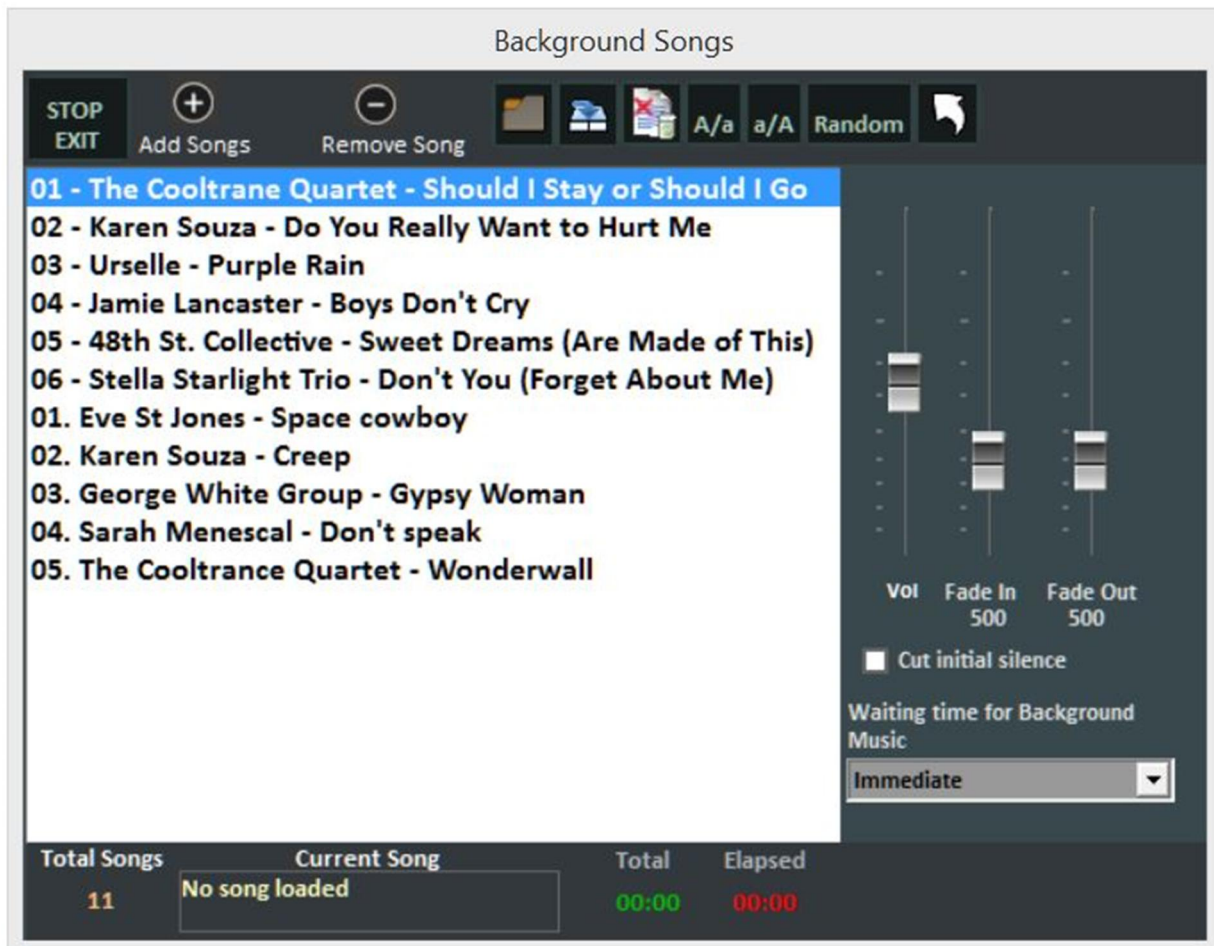 Background Songs
STOP
EXIT
Add Songs
Remove Song
A/a
a/A
Random
01 - The Cooltrane Quartet - Should I Stay or Should I Go
02 - Karen Souza - Do You Really Want to Hurt Me
03 - Urselle - Purple Rain
04 - Jamie Lancaster - Boys Don't Cry
05 - 48th St. Collective - Sweet Dreams (Are Made of This)
06 - Stella Starlight Trio - Don't You (Forget About Me)
01. Eve St Jones - Space cowboy
02. Karen Souza - Creep
03. George White Group - Gypsy Woman
04. Sarah Menescal - Don't speak
05. The Cooltrance Quartet - Wonderwall
Vol
Fade In
500
Fade Out
500
Cut initial silence
Waiting time for Background
Music
Immediate
Total Songs
11
Current Song
No song loaded
Total
00:00
Elapsed
00:00